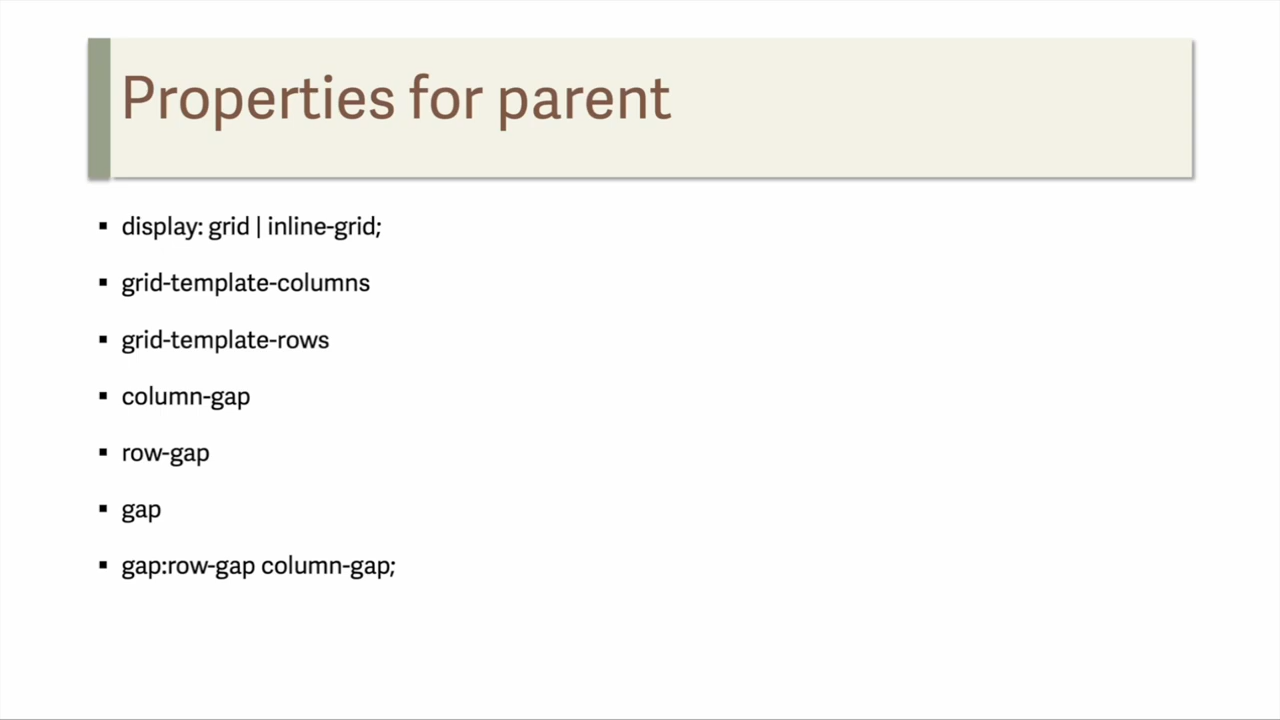 Properties for parent
display: grid | inline-grid;
grid-template-columns
grid-template-rows
column-gap
row-gap
gap
gap:row-gap column-gap;